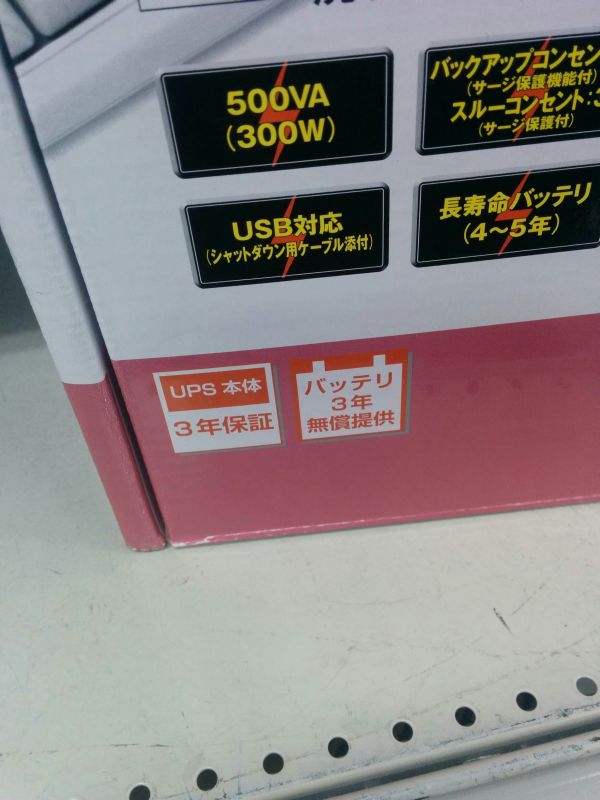 500VA
(300W)
バックアップコンセン
(サージ保護機能付)
スルーコンセント:
(サージ保護付)
USB対応
(シャットダウン用ケーブル添付)
長寿命バッテリ
(4～5年)
UPS 本体
3年保証
バッテリ
3年
無償提供